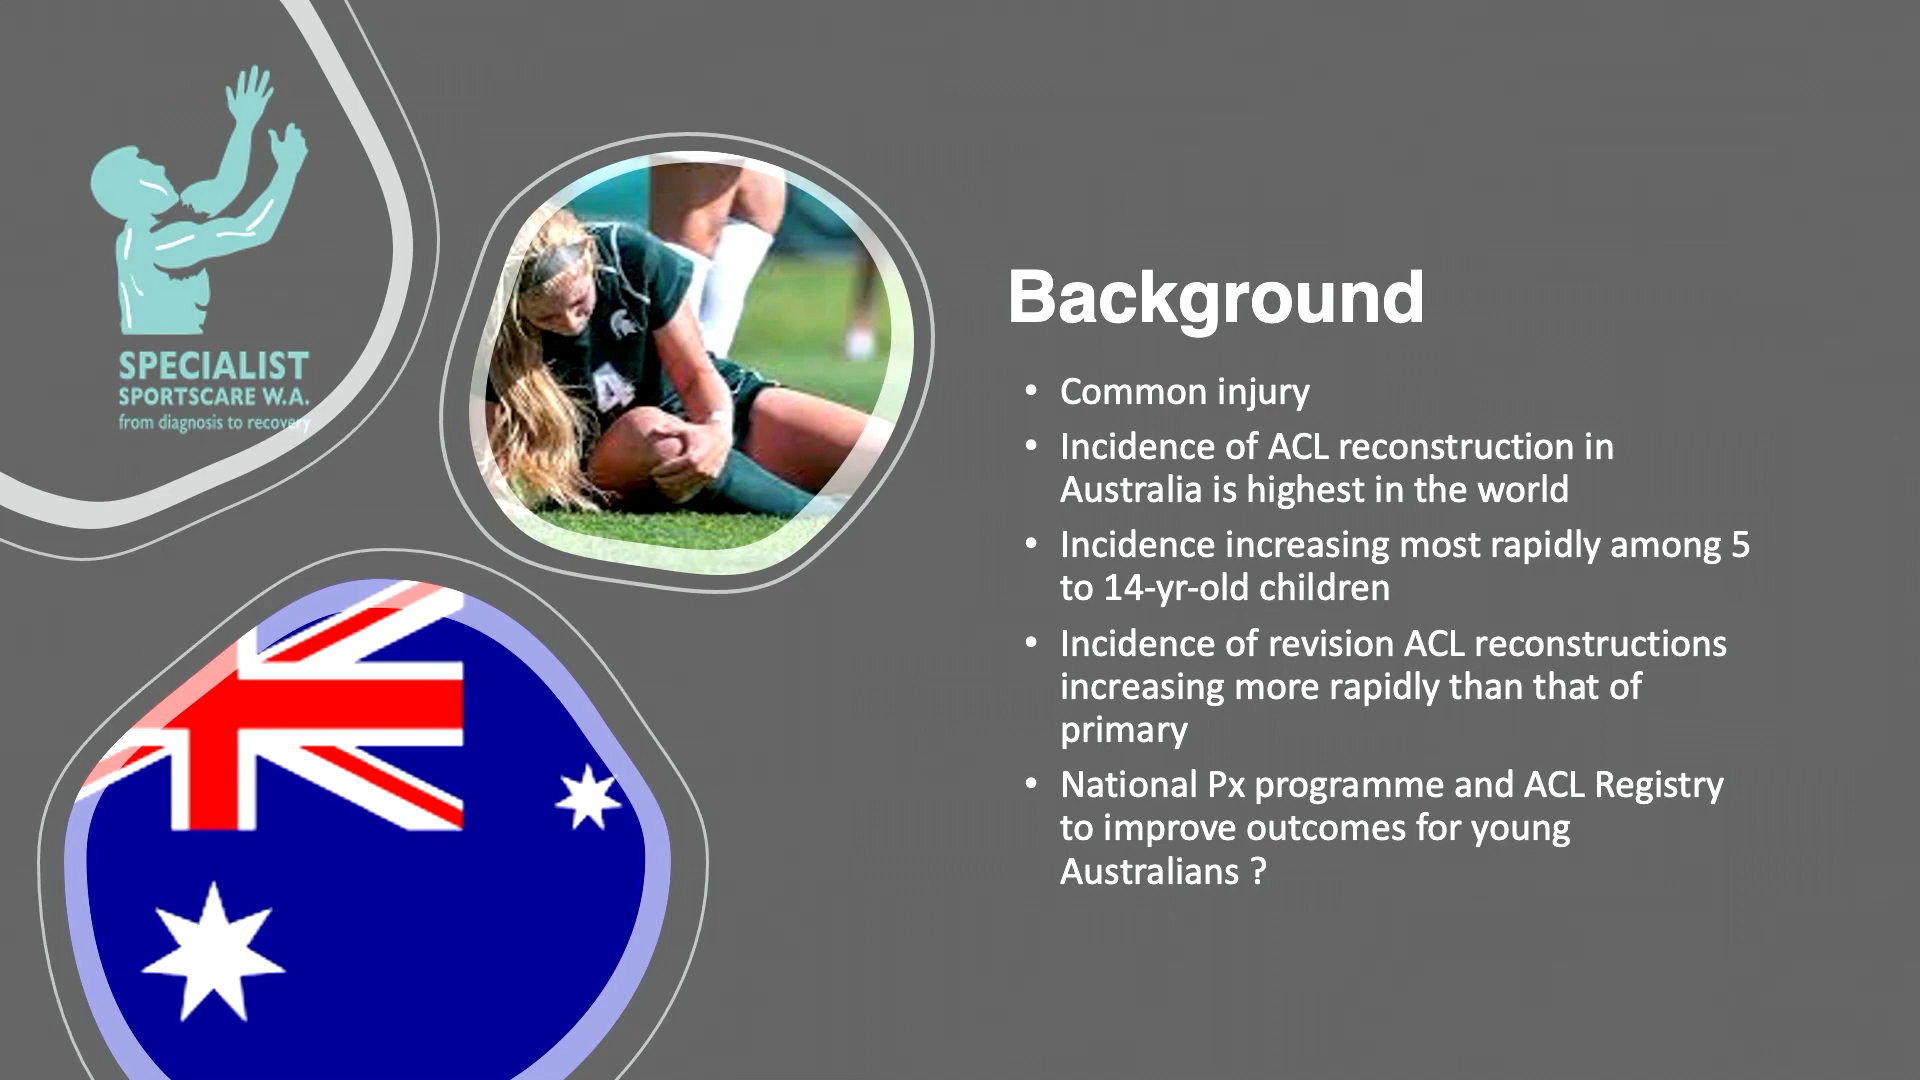 SPECIALIST
SPORTSCARE W.A.
from diagnosis to recovery
4
Background
• Common injury
• Incidence of ACL reconstruction in
Australia is highest in the world
• Incidence increasing most rapidly among 5
to 14-yr-old children
• Incidence of revision ACL reconstructions
increasing more rapidly than that of
primary
• National Px programme and ACL Registry
to improve outcomes for young
Australians ?